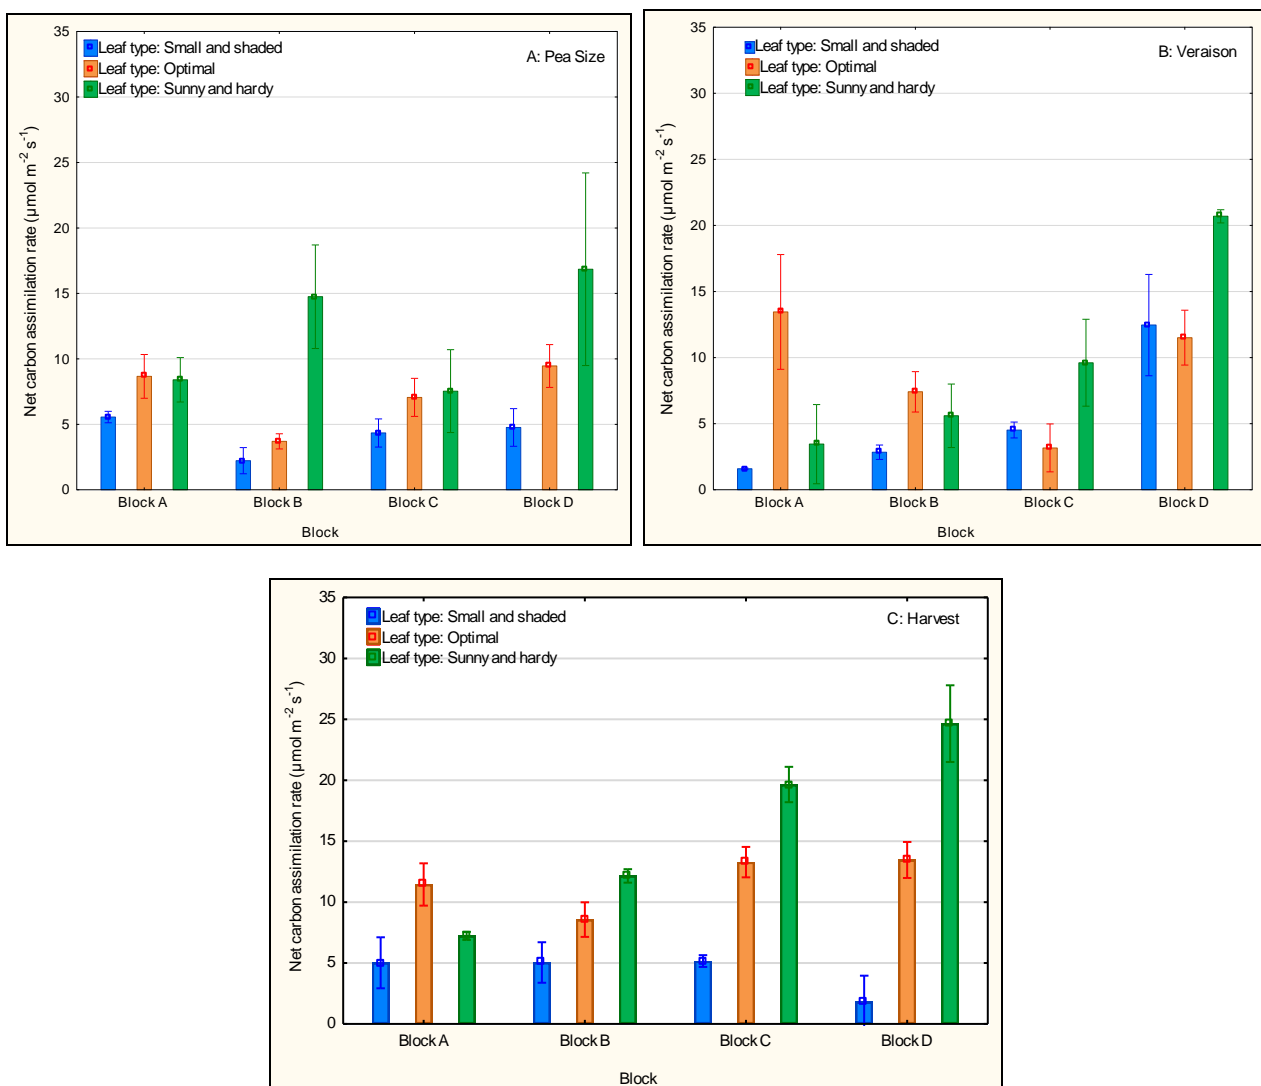 35
30
25
20
15
10
5
0
Net carbon assimilation rate (µmol m⁻² s⁻¹)
Leaf type: Small and shaded
Leaf type: Optimal
Leaf type: Sunny and hardy
A: Pea Size
Block A Block B Block C Block D
Block
35
30
25
20
15
10
5
0
Net carbon assimilation rate (µmol m⁻² s⁻¹)
Leaf type: Small and shaded
Leaf type: Optimal
Leaf type: Sunny and hardy
B: Veraison
Block A Block B Block C Block D
Block
35
30
25
20
15
10
5
0
Net carbon assimilation rate (µmol m⁻² s⁻¹)
Leaf type: Small and shaded
Leaf type: Optimal
Leaf type: Sunny and hardy
C: Harvest
Block A Block B Block C Block D
Block